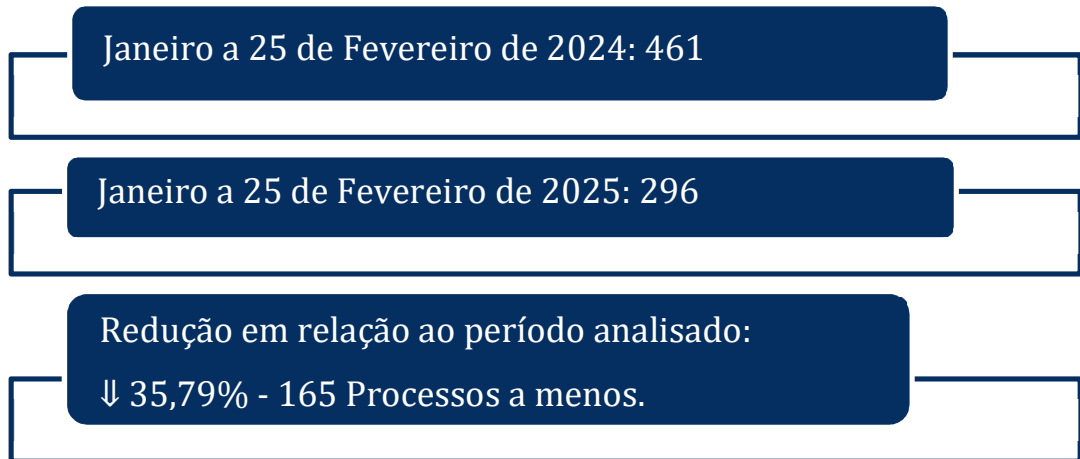 Janeiro a 25 de Fevereiro de 2024: 461
Janeiro a 25 de Fevereiro de 2025: 296
Redução em relação ao período analisado:
⇓ 35,79% - 165 Processos a menos.